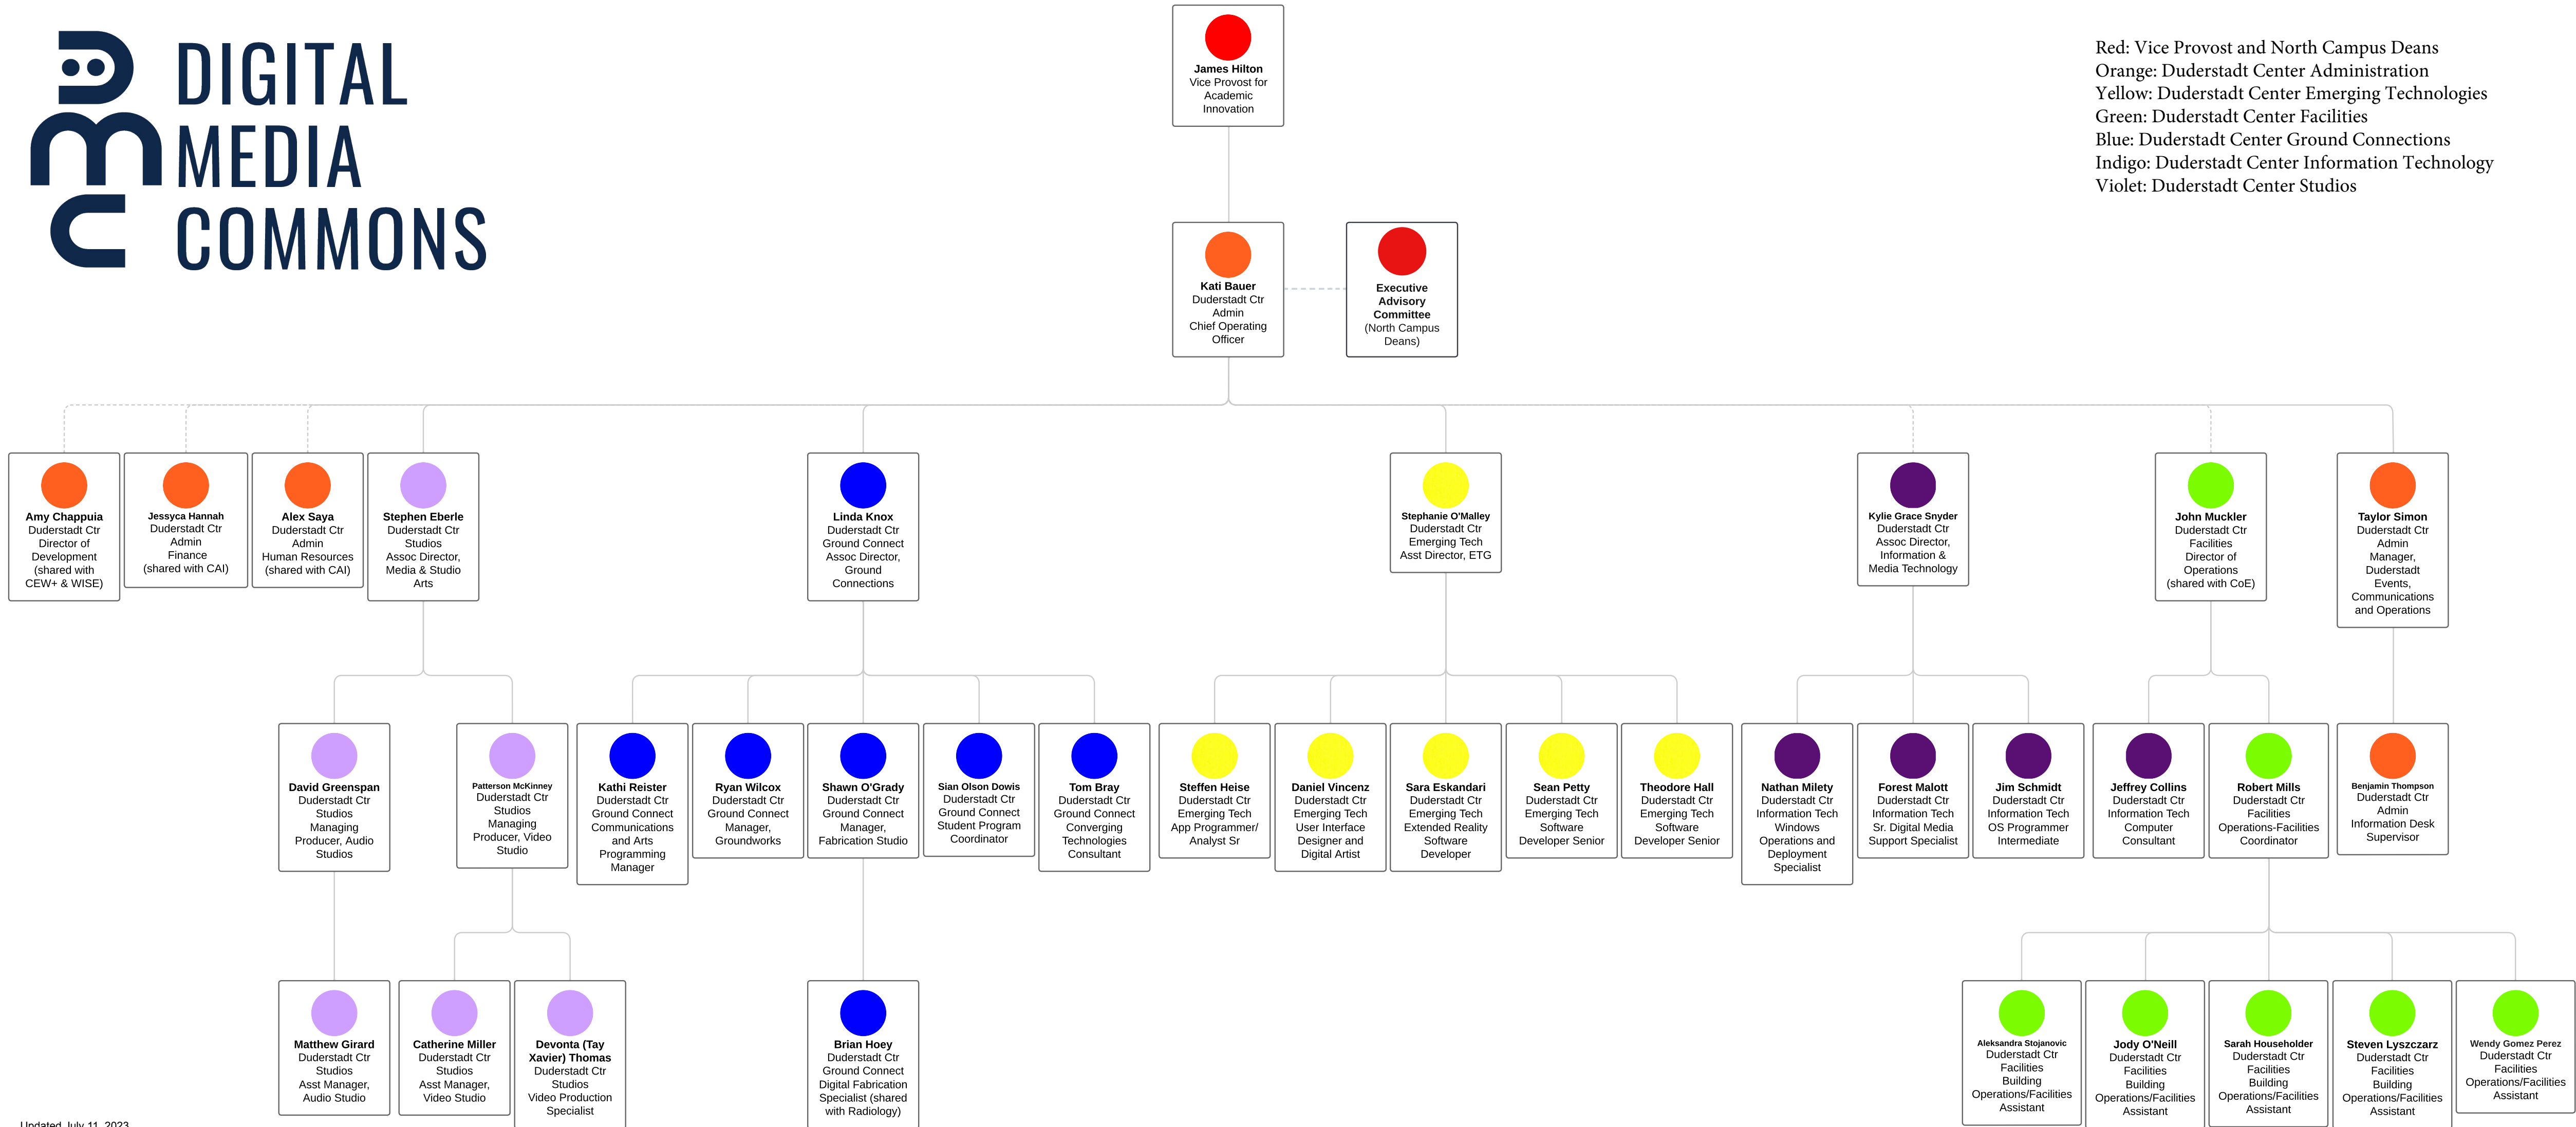 DIGITAL
MEDIA
COMMONS
Red: Vice Provost and North Campus Deans
Orange: Duderstadt Center Administration
Yellow: Duderstadt Center Emerging Technologies
Green: Duderstadt Center Facilities
Blue: Duderstadt Center Ground Connections
Indigo: Duderstadt Center Information Technology
Violet: Duderstadt Center Studios
James Hilton
Vice Provost for
Academic
Innovation
Kati Bauer
Duderstadt Ctr
Admin
Chief Operating
Officer
Executive
Advisory
Committee
(North Campus
Deans)
Amy Chappuia
Duderstadt Ctr
Director of
Development
(shared with
CEW+ & WISE)
Jessyca Hannah
Duderstadt Ctr
Admin
Finance
(shared with CAI)
Alex Saya
Duderstadt Ctr
Admin
Human Resources
(shared with CAI)
Stephen Eberle
Duderstadt Ctr
Studios
Assoc Director,
Media & Studio
Arts
Linda Knox
Duderstadt Ctr
Ground Connect
Assoc Director,
Ground
Connections
Stephanie O'Malley
Duderstadt Ctr
Emerging Tech
Asst Director, ETG
Kylie Grace Snyder
Duderstadt Ctr
Assoc Director,
Information &
Media Technology
John Muckler
Duderstadt Ctr
Facilities
Director of
Operations
(shared with CoE)
Taylor Simon
Duderstadt Ctr
Admin
Manager,
Duderstadt
Events,
Communications
and Operations
David Greenspan
Duderstadt Ctr
Studios
Managing
Producer, Audio
Studios
Patterson McKinney
Duderstadt Ctr
Studios
Managing
Producer, Video
Studio
Kathi Reister
Duderstadt Ctr
Ground Connect
Communications
and Arts
Programming
Manager
Ryan Wilcox
Duderstadt Ctr
Ground Connect
Manager,
Groundworks
Shawn O'Grady
Duderstadt Ctr
Ground Connect
Manager,
Fabrication Studio
Sian Olson Dowis
Duderstadt Ctr
Ground Connect
Student Program
Coordinator
Tom Bray
Duderstadt Ctr
Ground Connect
Converging
Technologies
Consultant
Steffen Heise
Duderstadt Ctr
Emerging Tech
App Programmer/
Analyst Sr
Daniel Vincenz
Duderstadt Ctr
Emerging Tech
User Interface
Designer and
Digital Artist
Sara Eskandari
Duderstadt Ctr
Emerging Tech
Extended Reality
Software
Developer
Sean Petty
Duderstadt Ctr
Emerging Tech
Software
Developer Senior
Theodore Hall
Duderstadt Ctr
Emerging Tech
Software
Developer Senior
Nathan Milety
Duderstadt Ctr
Information Tech
Windows
Operations and
Deployment
Specialist
Forest Malott
Duderstadt Ctr
Information Tech
Sr. Digital Media
Support Specialist
Jim Schmidt
Duderstadt Ctr
Information Tech
OS Programmer
Intermediate
Jeffrey Collins
Duderstadt Ctr
Information Tech
Computer
Consultant
Robert Mills
Duderstadt Ctr
Facilities
Operations-Facilities
Coordinator
Benjamin Thompson
Duderstadt Ctr
Admin
Information Desk
Supervisor
Matthew Girard
Duderstadt Ctr
Studios
Asst Manager,
Audio Studio
Catherine Miller
Duderstadt Ctr
Studios
Asst Manager,
Video Studio
Devonta (Tay
Xavier) Thomas
Duderstadt Ctr
Studios
Video Production
Specialist
Brian Hoey
Duderstadt Ctr
Ground Connect
Digital Fabrication
Specialist (shared
with Radiology)
Aleksandra Stojanovic
Duderstadt Ctr
Facilities
Building
Operations/Facilities
Assistant
Jody O'Neill
Duderstadt Ctr
Facilities
Building
Operations/Facilities
Assistant
Sarah Householder
Duderstadt Ctr
Facilities
Building
Operations/Facilities
Assistant
Steven Lyszczarz
Duderstadt Ctr
Facilities
Building
Operations/Facilities
Assistant
Wendy Gomez Perez
Duderstadt Ctr
Facilities
Operations/Facilities
Assistant
Updated July 11, 2023